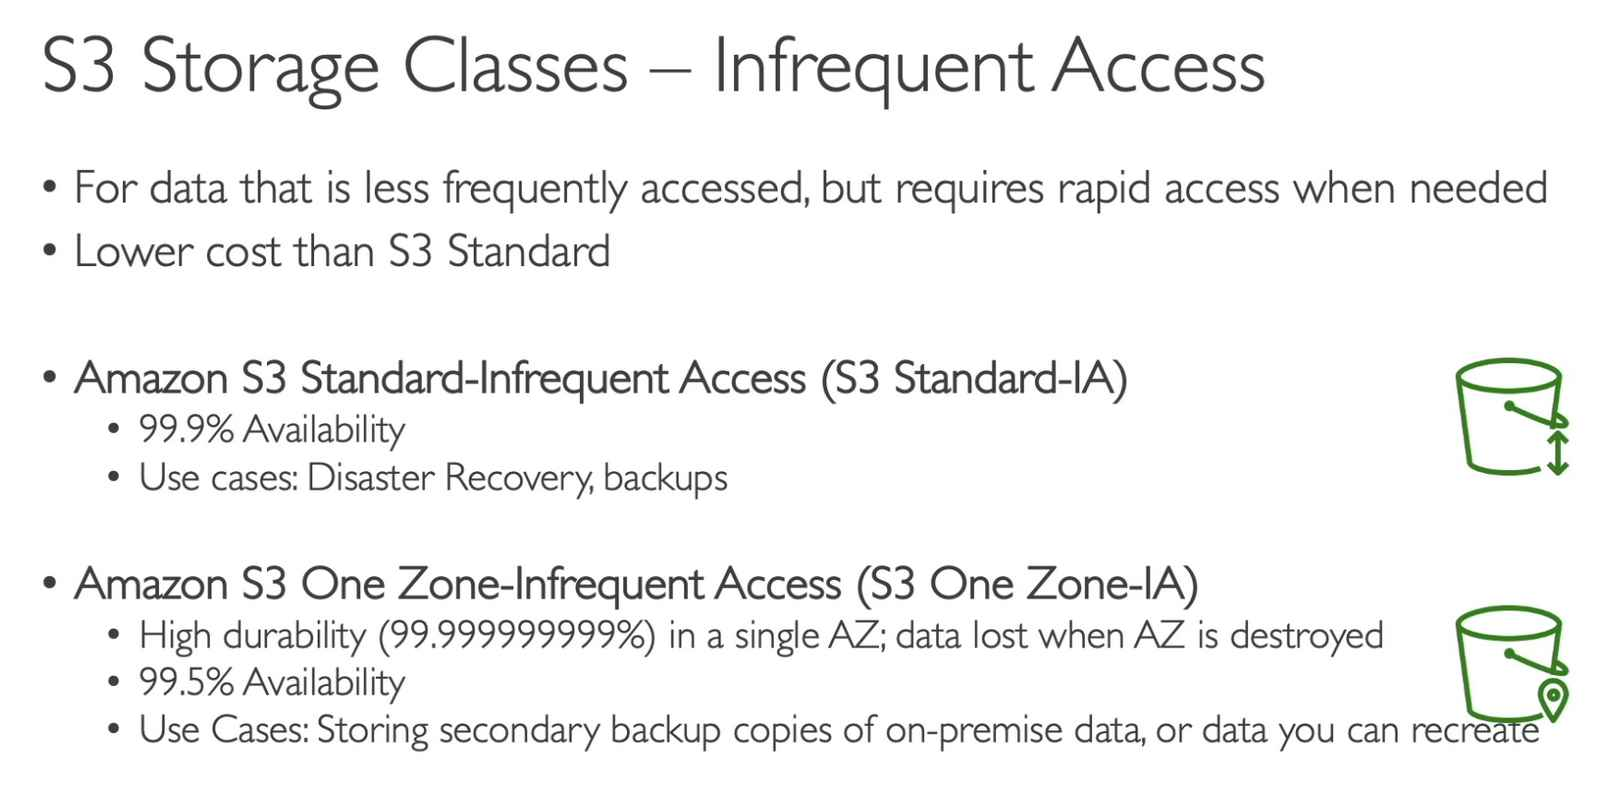 S3 Storage Classes – Infrequent Access
• For data that is less frequently accessed, but requires rapid access when needed
• Lower cost than S3 Standard
• Amazon S3 Standard-Infrequent Access (S3 Standard-IA)
• 99.9% Availability
• Use cases: Disaster Recovery, backups
• Amazon S3 One Zone-Infrequent Access (S3 One Zone-IA)
• High durability (99.999999999%) in a single AZ; data lost when AZ is destroyed
• 99.5% Availability
• Use Cases: Storing secondary backup copies of on-premise data, or data you can recreate